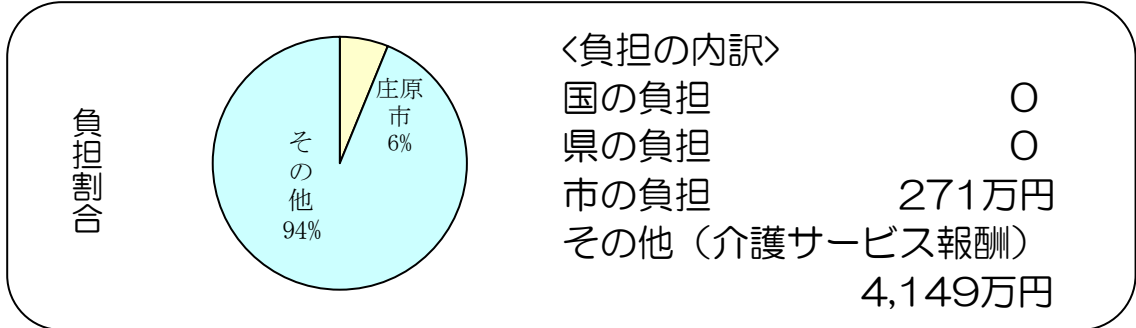 負担割合
庄原
市
6%
その他
94%
<負担の内訳>
国の負担 0
県の負担 0
市の負担 271万円
その他（介護サービス報酬）
4,149万円